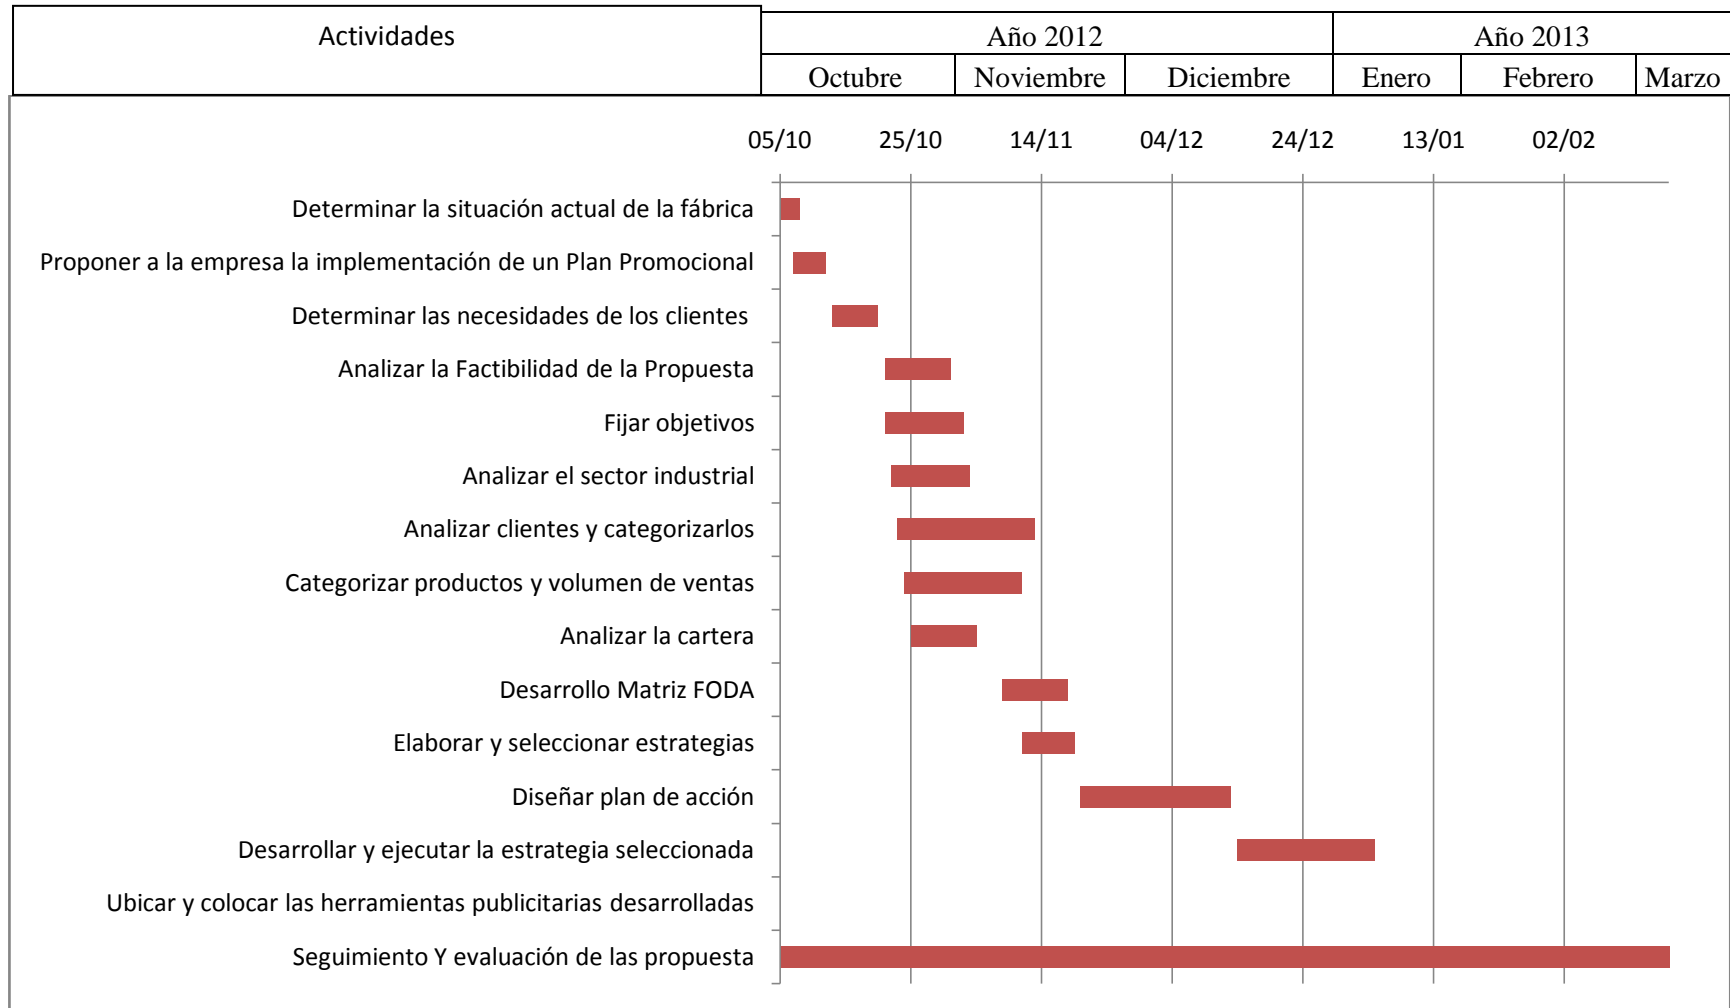 Actividades
Año 2012
Año 2013
Octubre
Noviembre
Diciembre
Enero
Febrero
Marzo
05/10
25/10
14/11
04/12
24/12
13/01
02/02
Determinar la situación actual de la fábrica
Proponer a la empresa la implementación de un Plan Promocional
Determinar las necesidades de los clientes
Analizar la Factibilidad de la Propuesta
Fijar objetivos
Analizar el sector industrial
Analizar clientes y categorizarlos
Categorizar productos y volumen de ventas
Analizar la cartera
Desarrollo Matriz FODA
Elaborar y seleccionar estrategias
Diseñar plan de acción
Desarrollar y ejecutar la estrategia seleccionada
Ubicar y colocar las herramientas publicitarias desarrolladas
Seguimiento Y evaluación de las propuesta